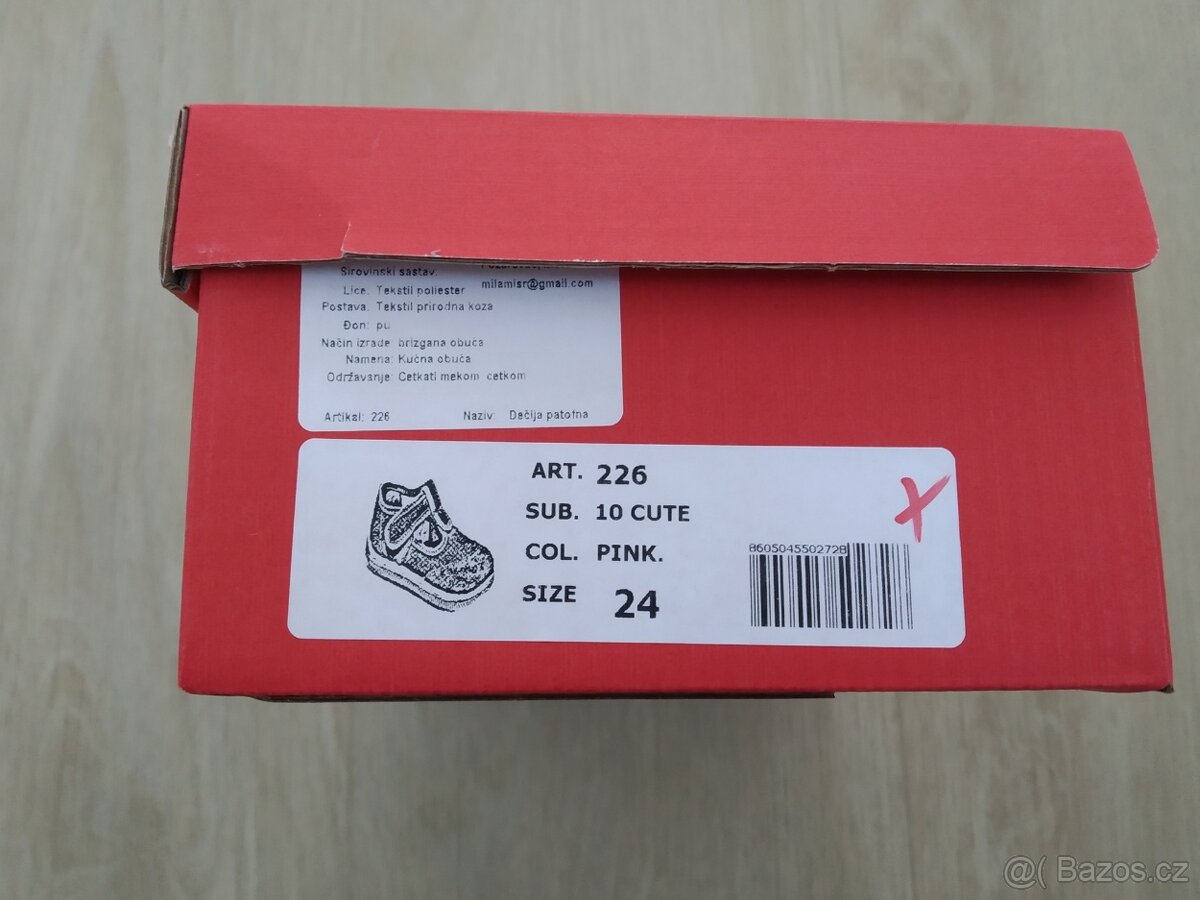 Sirovinski sastav:
milamisr@gmail.com
Lice: Tekstil poliester
Postava: Tekstil prirodna koza
Đon: pu
Način izrade: brizgana obuća
Namena: Kućna obuća
Održavanje: Cetkati mekom cetkom
Artikal: 226 Naziv: Dečija patofna
ART. 226
SUB. 10 CUTE
COL. PINK.
SIZE 24
8605045502728
X
@( Bazos.cz